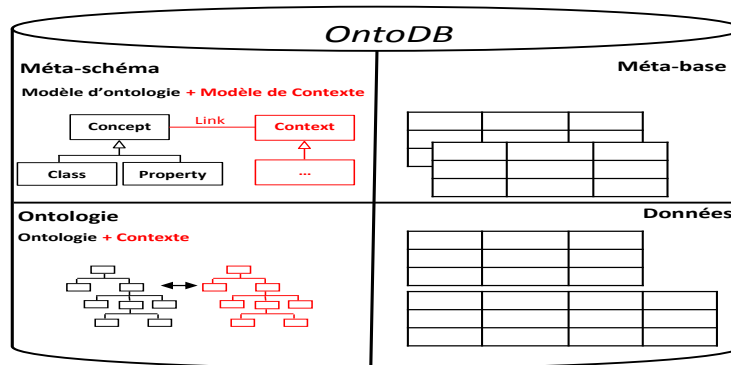 OntoDB
Méta-schéma
Méta-base
Modèle d'ontologie + Modèle de Contexte
Concept
Link
Context
Class
Property
...
Ontologie
Données
Ontologie + Contexte